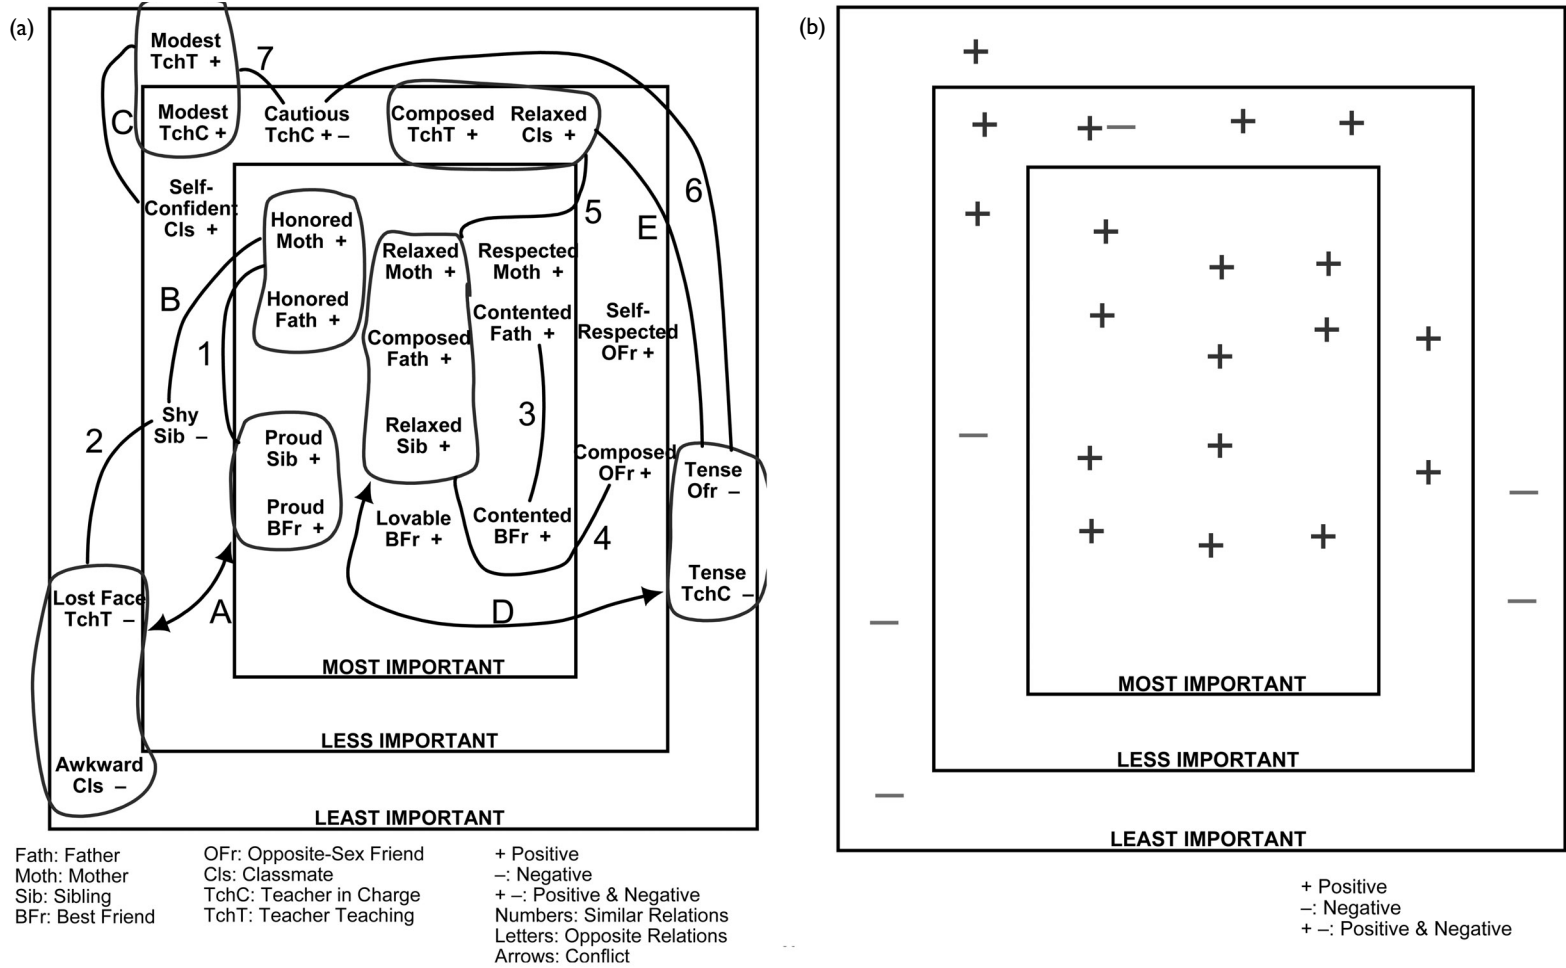 (a)
Modest
TchT +
7
C
Modest
TchC +
Cautious
TchC + –
Composed
TchT +
Relaxed
Cls +
6
Self-
Confident
Cls +
5
E
Honored
Moth +
Relaxed
Moth +
Respected
Moth +
B
Honored
Fath +
Contented
Fath +
Self-
Respected
OFr +
1
Composed
Fath +
3
Shy
Sib –
2
Proud
Sib +
Relaxed
Sib +
Composed
OFr +
Tense
Ofr –
Proud
BFr +
Lovable
BFr +
Contented
BFr +
4
Tense
TchC –
Lost Face
TchT –
A
D
MOST IMPORTANT
LESS IMPORTANT
Awkward
Cls –
LEAST IMPORTANT
Fath: Father
Moth: Mother
Sib: Sibling
BFr: Best Friend
OFr: Opposite-Sex Friend
Cls: Classmate
TchC: Teacher in Charge
TchT: Teacher Teaching
+ Positive
–: Negative
+ –: Positive & Negative
Numbers: Similar Relations
Letters: Opposite Relations
Arrows: Conflict
(b)
+
+
+ –
+
+
+
+
+
+
+
+
+
+
–
+
+
+
–
+
+
+
–
–
MOST IMPORTANT
LESS IMPORTANT
–
LEAST IMPORTANT
+ Positive
–: Negative
+ –: Positive & Negative